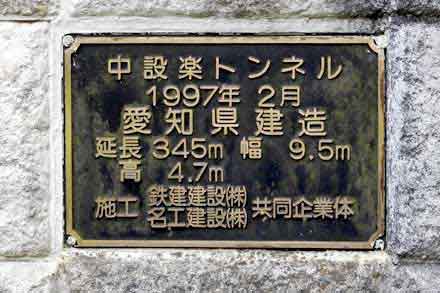 中設楽トンネル
1997年 2月
愛知県建造
延長 345m 幅 9.5m
高 4.7m
施工 鉄建建設㈱ 共同企業体
名工建設㈱